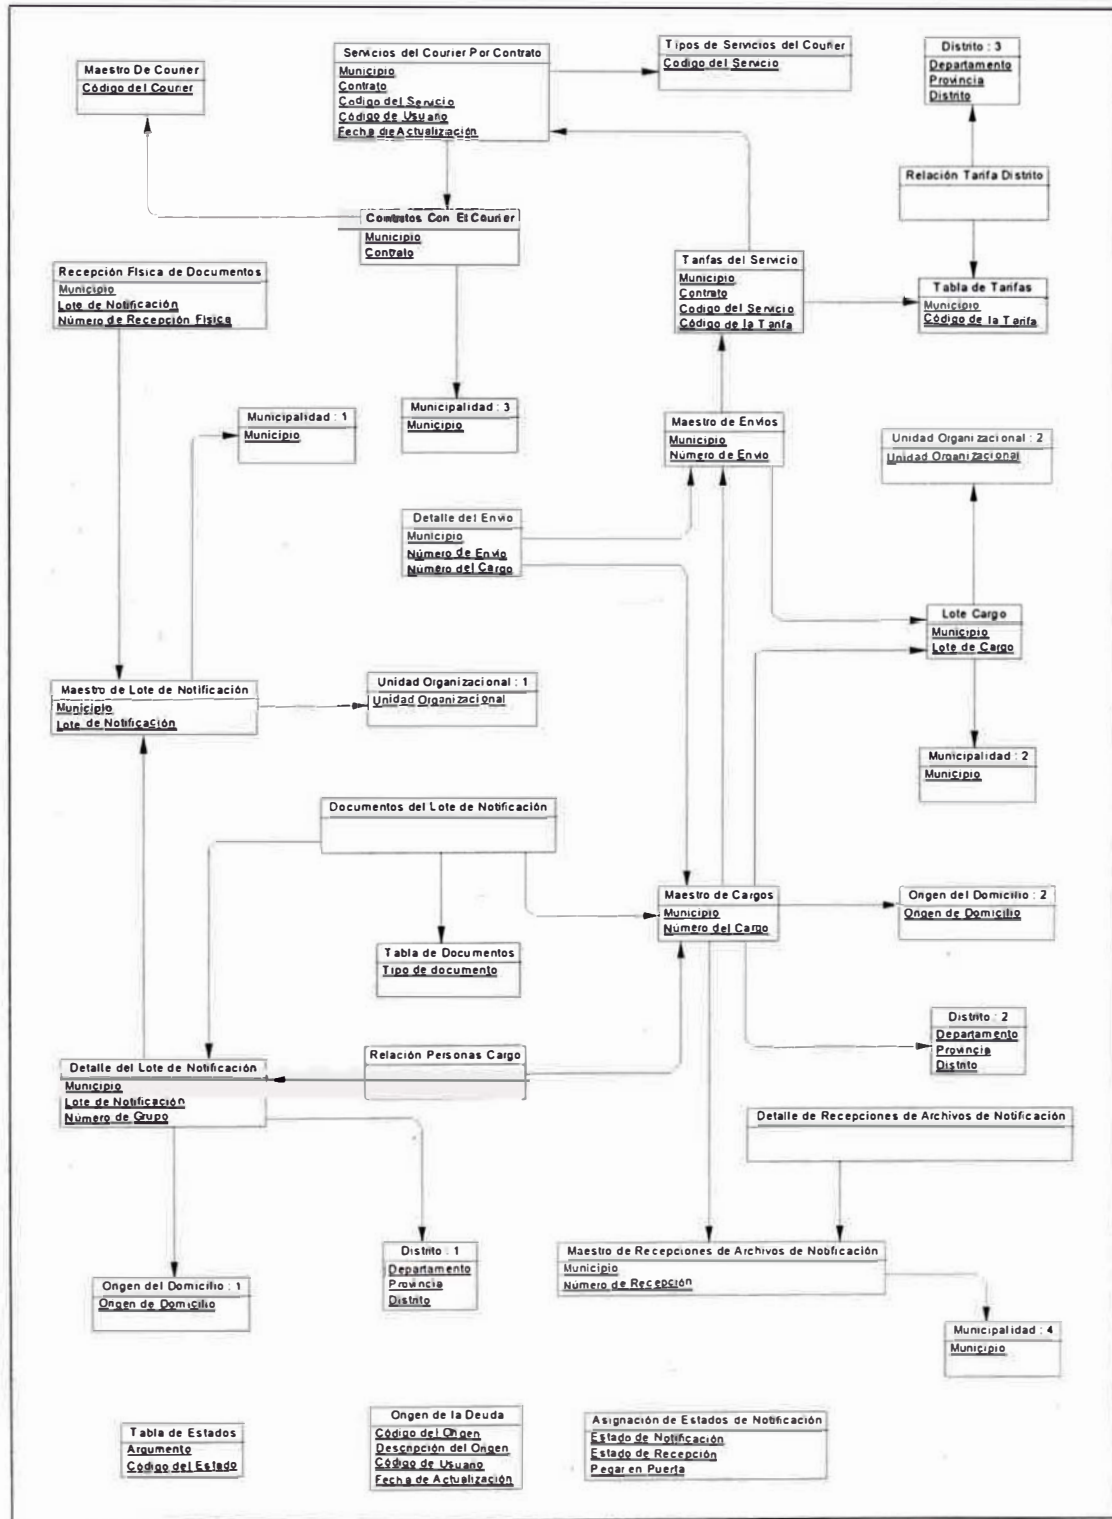 Maestro De Courier
Código del Courier
Servicios del Courier Por Contrato
Municipio
Contrato
Codigo del Servicio
Código de Usuario
Fecha de Actualización
Tipos de Servicios del Courier
Codigo del Servicio
Distrito : 3
Departamento
Provincia
Distrito
Relación Tarifa Distrito
Contratos Con El Courier
Municipio
Contrato
Recepción Física de Documentos
Municipio
Lote de Notificación
Número de Recepción Física
Tarifas del Servicio
Municipio
Contrato
Codigo del Servicio
Código de la Tarifa
Tabla de Tarifas
Municipio
Código de la Tarifa
Municipalidad : 1
Municipio
Municipalidad : 3
Municipio
Maestro de Envíos
Municipio
Número de Envio
Unidad Organizacional : 2
Unidad Organizacional
Detalle del Envio
Municipio
Número de Envío
Número del Cargo
Lote Cargo
Municipio
Lote de Cargo
Maestro de Lote de Notificación
Municipio
Lote de Notificación
Unidad Organizacional : 1
Unidad Organizacional
Municipalidad : 2
Municipio
Documentos del Lote de Notificación
Maestro de Cargos
Municipio
Número del Cargo
Origen del Domicilio : 2
Origen de Domicilio
Tabla de Documentos
Tipo de documento
Distrito : 2
Departamento
Provincia
Distrito
Detalle del Lote de Notificación
Municipio
Lote de Notificación
Número de Grupo
Relación Personas Cargo
Detalle de Recepciones de Archivos de Notificación
Distrito : 1
Departamento
Provincia
Distrito
Maestro de Recepciones de Archivos de Notificación
Municipio
Número de Recepción
Origen del Domicilio : 1
Origen de Domicilio
Municipalidad : 4
Municipio
Tabla de Estados
Argumento
Código del Estado
Origen de la Deuda
Código del Origen
Descripción del Origen
Código de Usuario
Fecha de Actualización
Asignación de Estados de Notificación
Estado de Notificación
Estado de Recepción
Pegar en Puerta